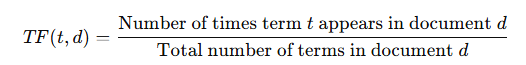 TF(t, d) = Number of times term t appears in document d
Total number of terms in document d